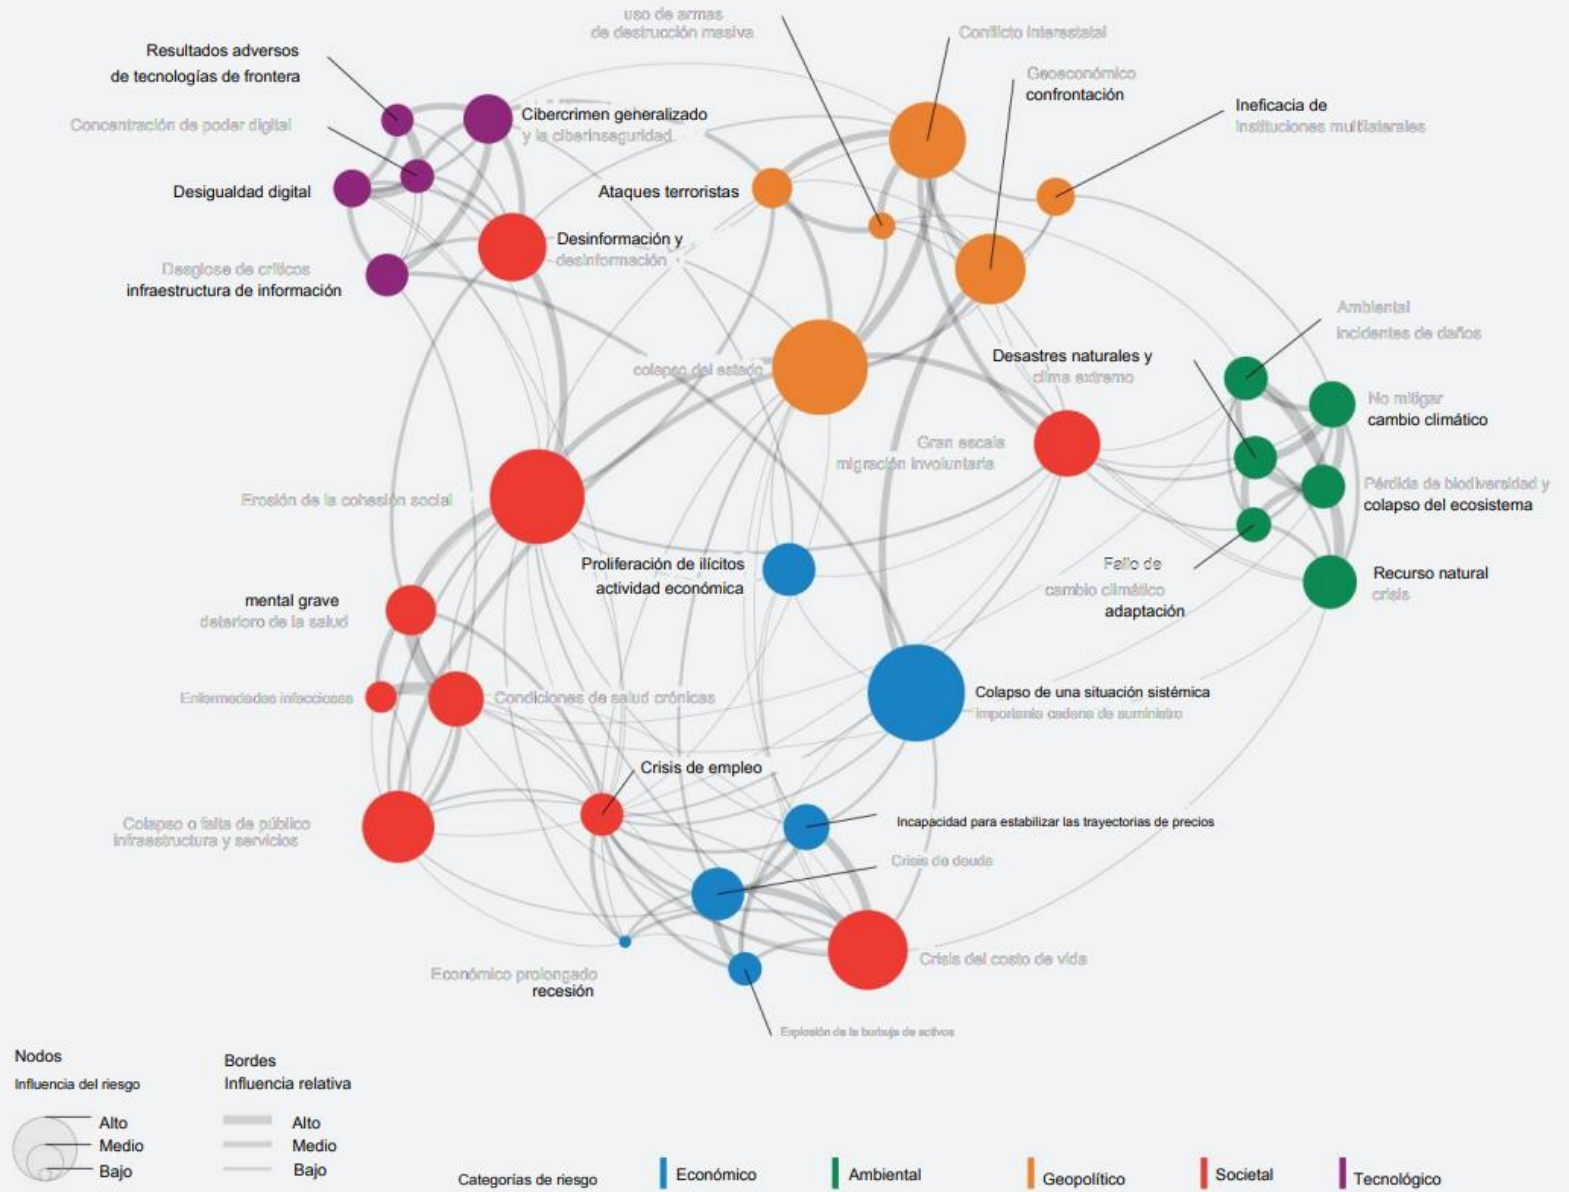 uso de armas
de destrucción masiva
Conflicto Interestatal
Resultados adversos
de tecnologías de frontera
Geoeconómico
confrontación
Ineficacia de
instituciones multilaterales
Cibercrimen generalizado
y la ciberinseguridad
Concentración de poder digital
Desigualdad digital
Ataques terroristas
Desinformación y
desinformación
Desglose de críticos
infraestructura de información
Ambiental
incidentes de daños
Desastres naturales y
clima extremo
colapso del estado
No mitigar
cambio climático
Gran escala
migración involuntaria
Erosión de la cohesión social
Pérdida de biodiversidad y
colapso del ecosistema
Proliferación de ilícitos
actividad económica
Fallo de
cambio climático
adaptación
Recurso natural
crisis
mental grave
deterioro de la salud
Enfermedades infecciosas
Condiciones de salud crónicas
Colapso de una situación sistémica
importante cadena de suministro
Crisis de empleo
Colapso o falta de público
infraestructura y servicios
Incapacidad para estabilizar las trayectorias de precios
Crisis de deuda
Económico prolongado
recesión
Crisis del costo de vida
Explosión de la burbuja de activos
Nodos
Influencia del riesgo
Alto
Medio
Bajo
Bordes
Influencia relativa
Alto
Medio
Bajo
Categorías de riesgo
Económico
Ambiental
Geopolítico
Societal
Tecnológico